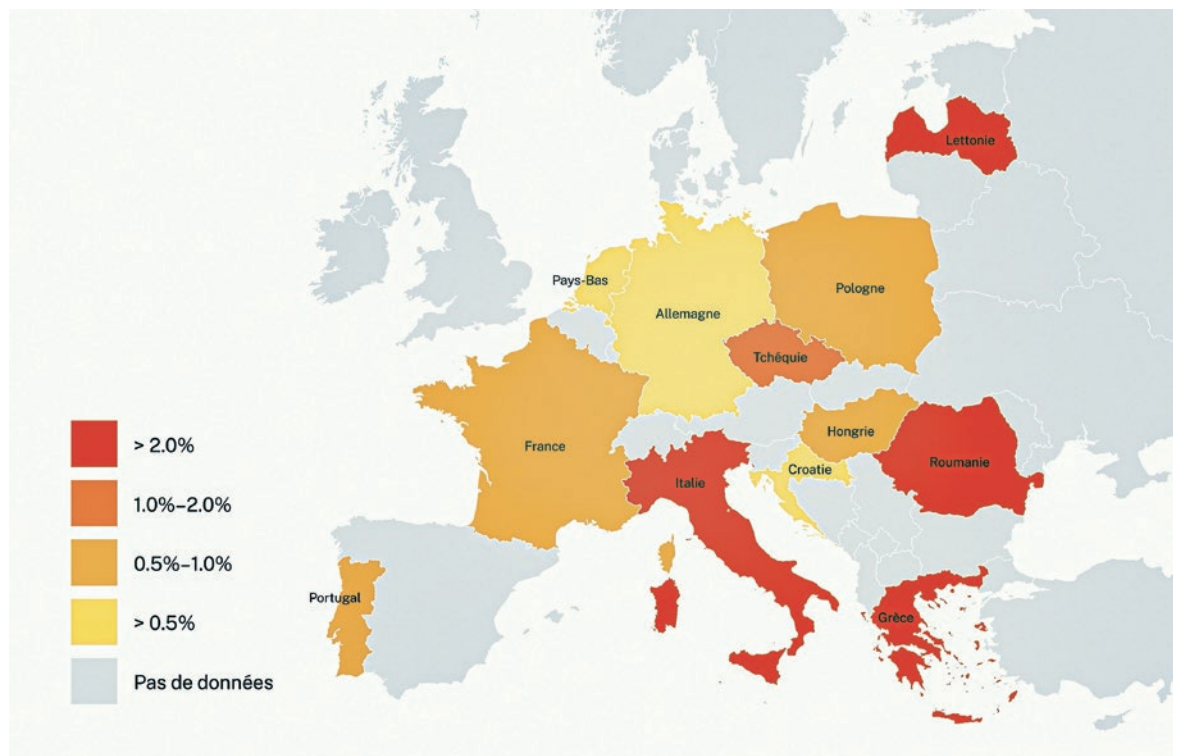 Lettonie
Pays-Bas
Pologne
Allemagne
Tchéquie
France
Hongrie
Croatie
Roumanie
Italie
Portugal
Grèce
> 2.0%
1.0%–2.0%
0.5%–1.0%
> 0.5%
Pas de données